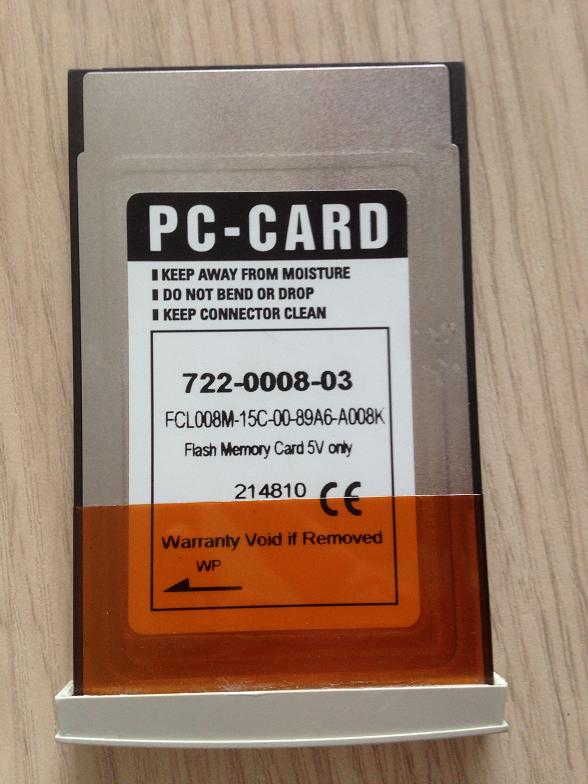 PC-CARD
KEEP AWAY FROM MOISTURE
DO NOT BEND OR DROP
KEEP CONNECTOR CLEAN
722-0008-03
FCL008M-15C-00-89A6-A008K
Flash Memory Card 5V only
214810 CE
Warranty Void if Removed
WP